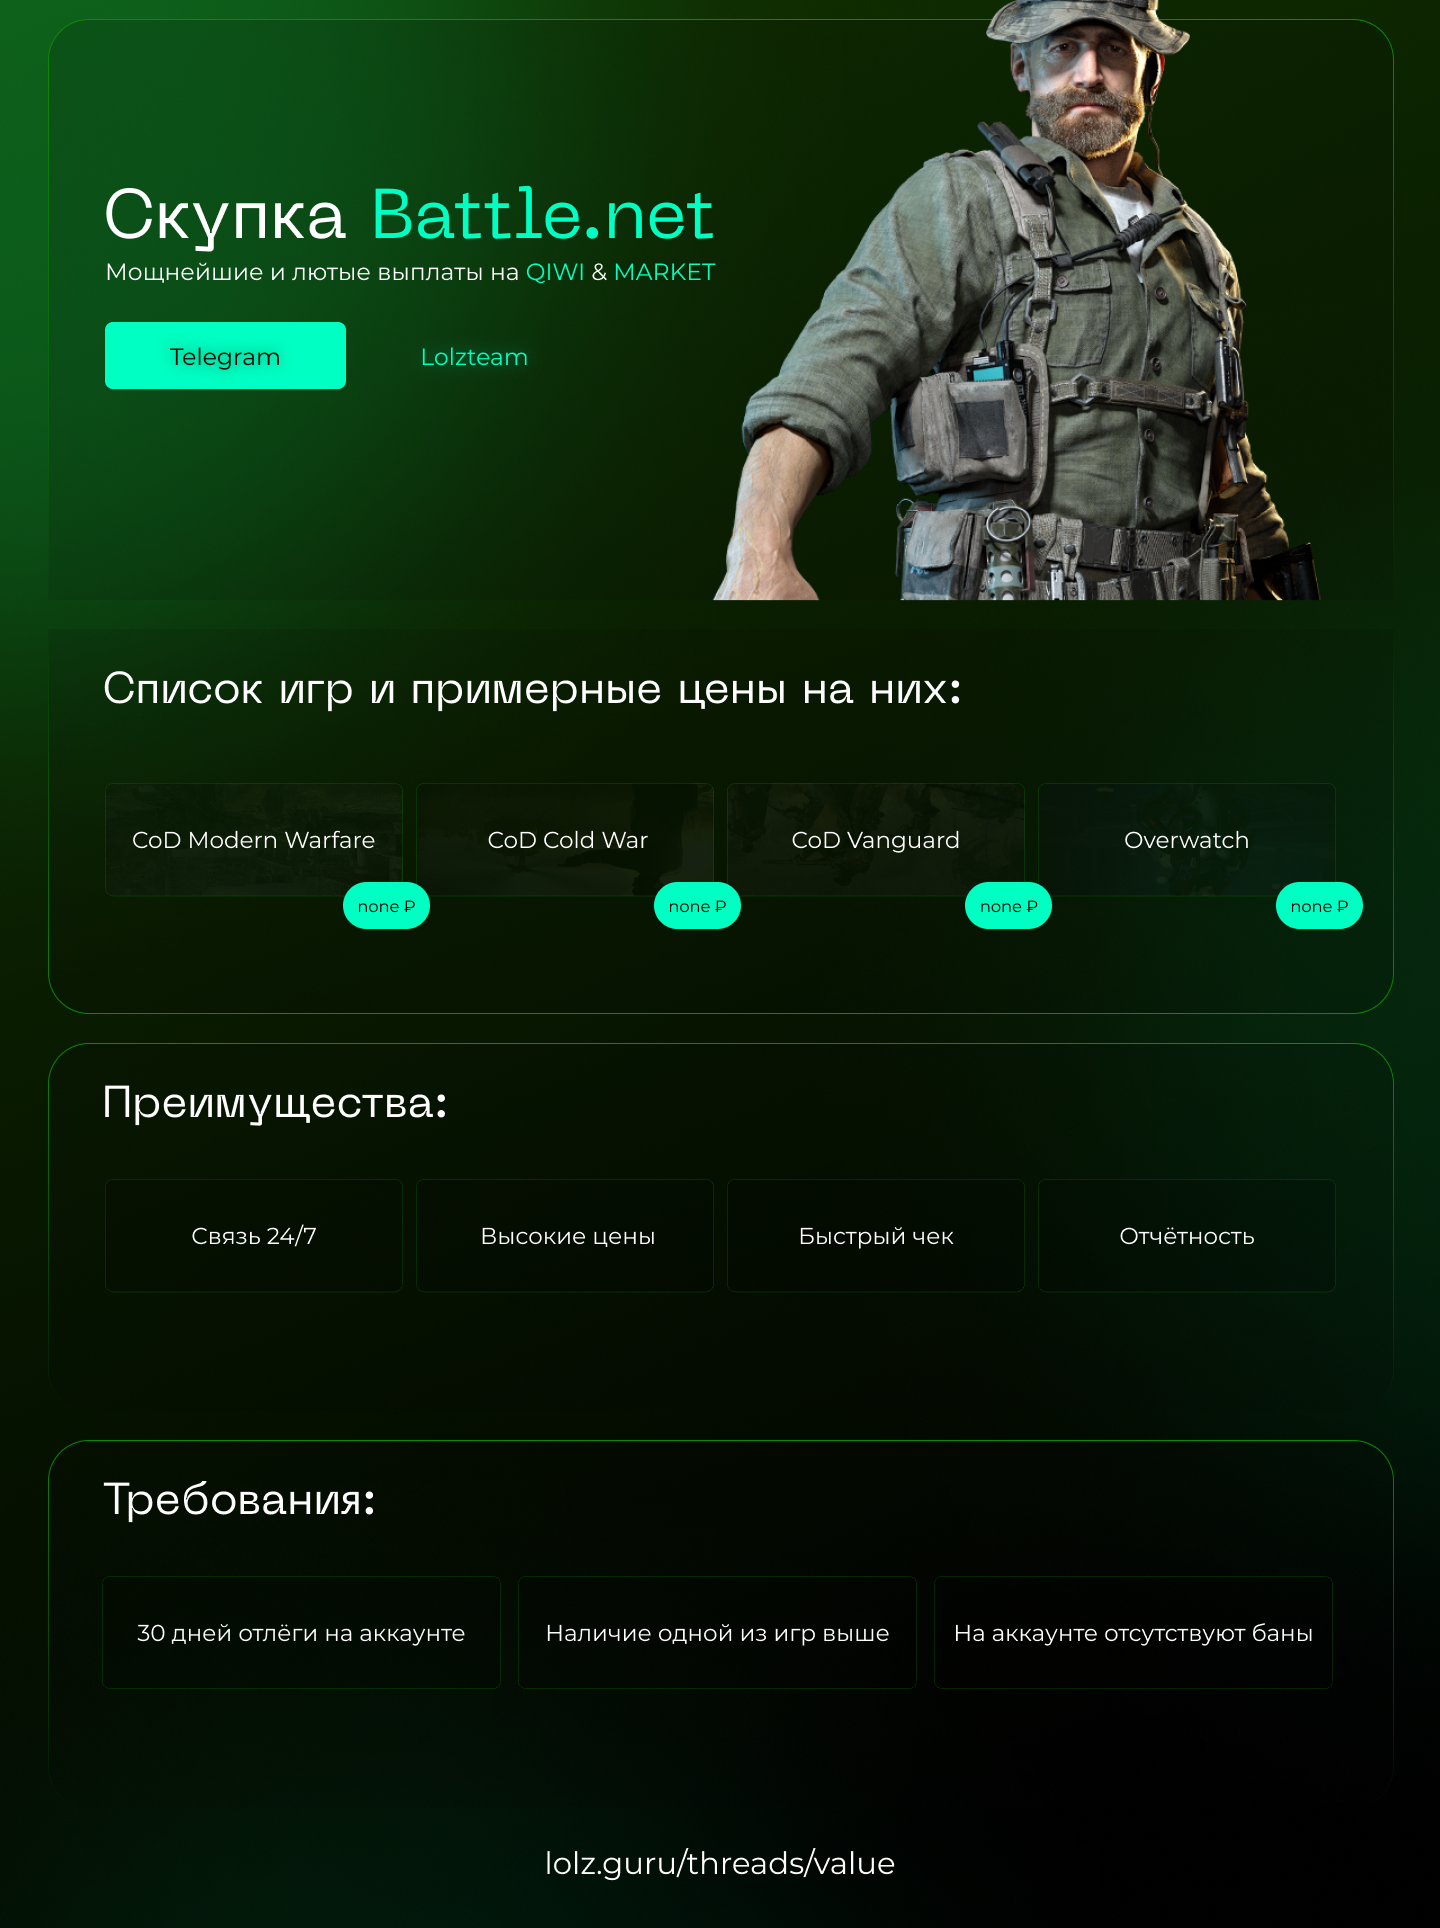 Скупка Battle.net
Мощнейшие и лютые выплаты на QIWI & MARKET
Telegram
Lolzteam
Список игр и примерные цены на них:
CoD Modern Warfare
none ₽
CoD Cold War
none ₽
CoD Vanguard
none ₽
Overwatch
none ₽
Преимущества:
Связь 24/7
Высокие цены
Быстрый чек
Отчётность
Требования:
30 дней отлёги на аккаунте
Наличие одной из игр выше
На аккаунте отсутствуют баны
lolz.guru/threads/value